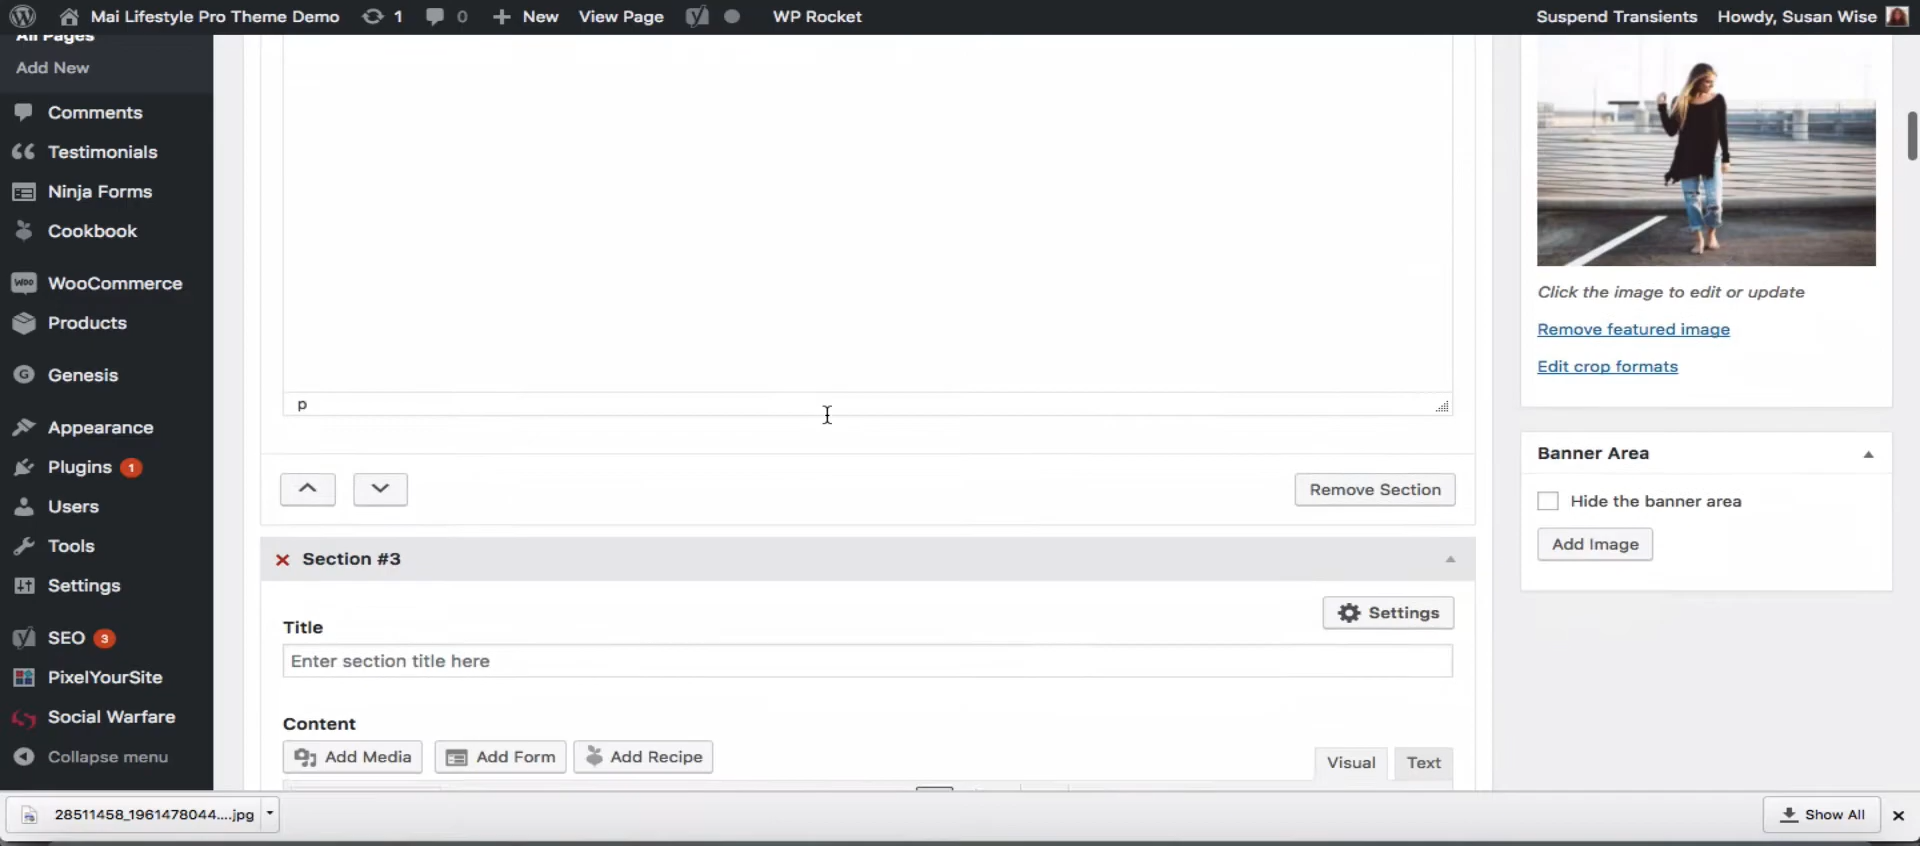 Mai Lifestyle Pro Theme Demo 1 0 New View Page WP Rocket Suspend Transients Howdy, Susan Wise
All Pages
Add New
Comments
Testimonials
Ninja Forms
Cookbook
WooCommerce
Products
Genesis
Appearance
Plugins 1
Users
Tools
Settings
SEO 3
PixelYourSite
Social Warfare
Collapse menu
p
Remove Section
Section #3
Settings
Title
Enter section title here
Content
Add Media Add Form Add Recipe
Visual Text
Click the image to edit or update
Remove featured image
Edit crop formats
Banner Area
Hide the banner area
Add Image
28511458_1961478044....jpg
Show All